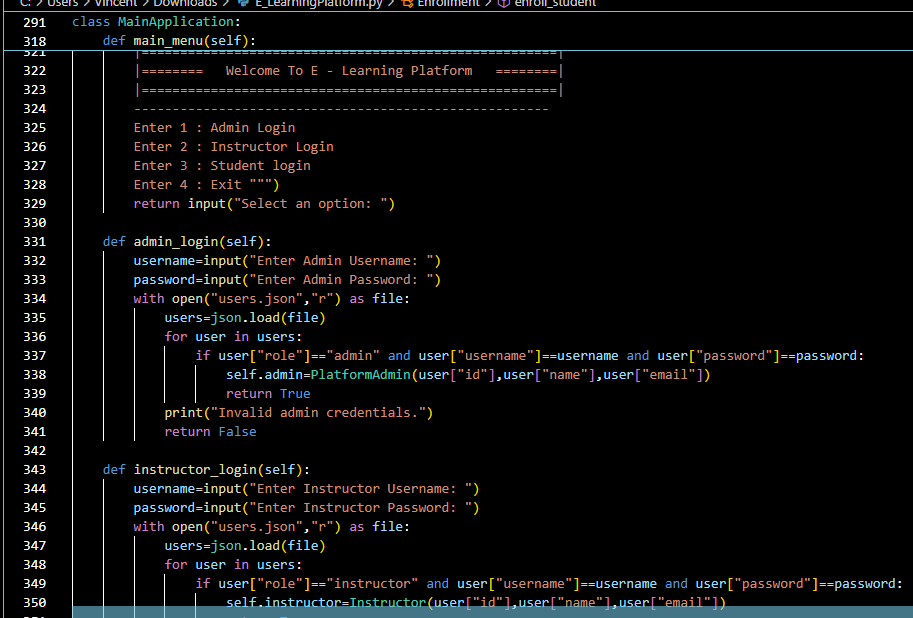 C: > Users > Vincent > Downloads > E_LearningPlatform.py > Enrollment > enroll_student
291 class MainApplication:
318 def main_menu(self):
321 |======================================================|
322 |======== Welcome To E - Learning Platform ========|
323 |======================================================|
324 ------------------------------------------------------
325 Enter 1 : Admin Login
326 Enter 2 : Instructor Login
327 Enter 3 : Student login
328 Enter 4 : Exit """)
329 return input("Select an option: ")
330
331 def admin_login(self):
332 username=input("Enter Admin Username: ")
333 password=input("Enter Admin Password: ")
334 with open("users.json","r") as file:
335 users=json.load(file)
336 for user in users:
337 if user["role"]=="admin" and user["username"]==username and user["password"]==password:
338 self.admin=PlatformAdmin(user["id"],user["name"],user["email"])
339 return True
340 print("Invalid admin credentials.")
341 return False
342
343 def instructor_login(self):
344 username=input("Enter Instructor Username: ")
345 password=input("Enter Instructor Password: ")
346 with open("users.json","r") as file:
347 users=json.load(file)
348 for user in users:
349 if user["role"]=="instructor" and user["username"]==username and user["password"]==password:
350 self.instructor=Instructor(user["id"],user["name"],user["email"])